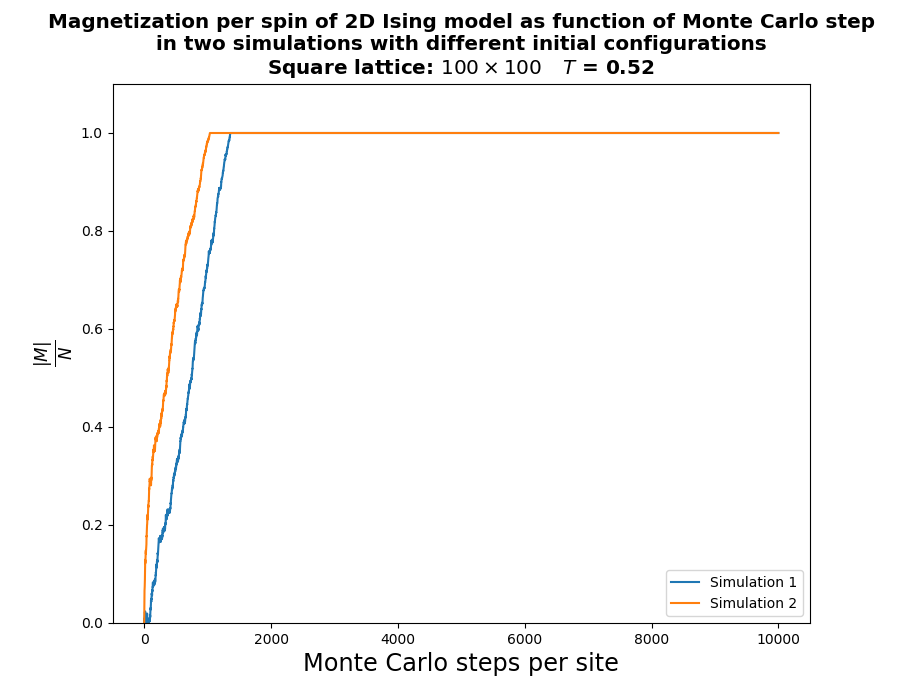 Magnetization per spin of 2D Ising model as function of Monte Carlo step
in two simulations with different initial configurations
Square lattice: 100 × 100 T = 0.52
1.0
0.8
0.6
0.4
0.2
0.0
|M|
N
0 2000 4000 6000 8000 10000
Monte Carlo steps per site
Simulation 1
Simulation 2